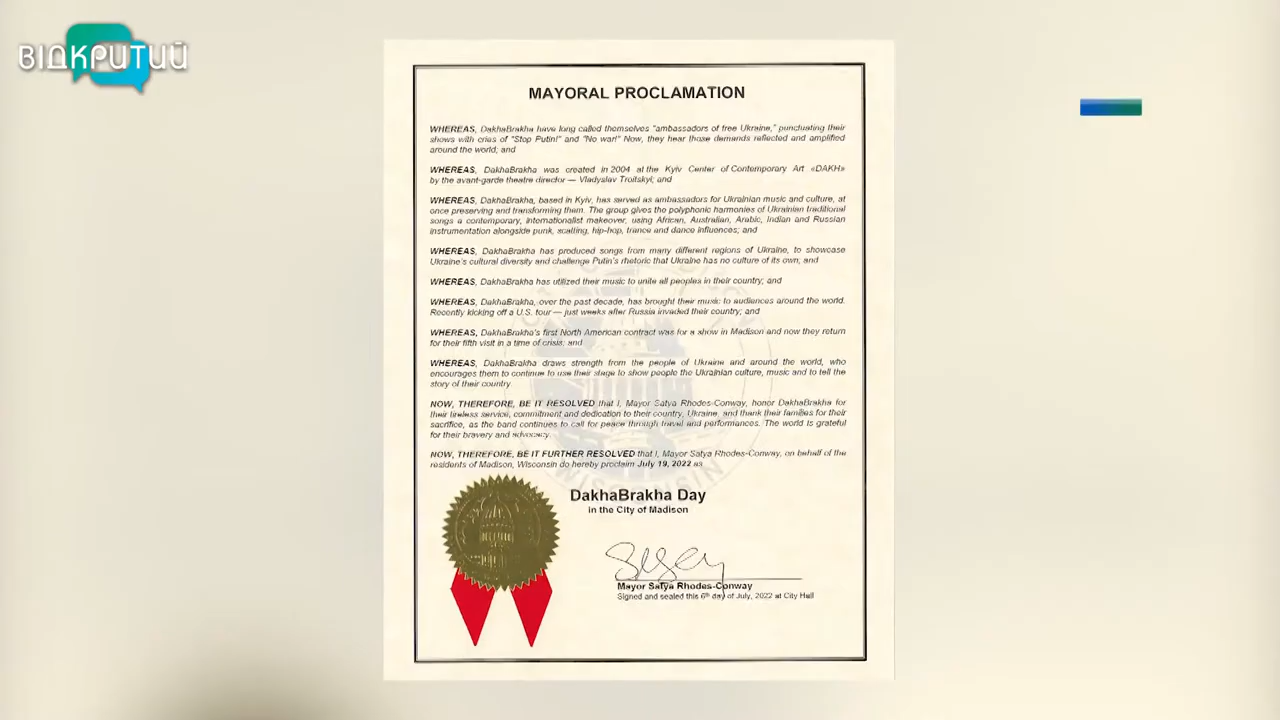 ВІДКРИТИЙ
MAYORAL PROCLAMATION
WHEREAS, DakhaBrakha have long called themselves "ambassadors of free Ukraine," punctuating their
shows with cries of "Stop Putin!" and "No war!" Now, they hear those demands reflected and amplified
around the world; and
WHEREAS, DakhaBrakha was created in 2004 at the Kyiv Center of Contemporary Art «DAKH»
by the avant-garde theatre director — Vladyslav Troitskyi; and
WHEREAS, DakhaBrakha, based in Kyiv, has served as ambassadors for Ukrainian music and culture, at
once preserving and transforming them. The group gives the polyphonic harmonies of Ukrainian traditional
songs a contemporary, internationalist makeover, using African, Australian, Arabic, Indian and Russian
instrumentation alongside punk, scatting, hip-hop, trance and dance influences; and
WHEREAS, DakhaBrakha has produced songs from many different regions of Ukraine, to showcase
Ukraine's cultural diversity and challenge Putin's rhetoric that Ukraine has no culture of its own; and
WHEREAS, DakhaBrakha has utilized their music to unite all peoples in their country; and
WHEREAS, DakhaBrakha, over the past decade, has brought their music to audiences around the world.
Recently kicking off a U.S. tour — just weeks after Russia invaded their country; and
WHEREAS, DakhaBrakha's first North American contract was for a show in Madison and now they return
for their fifth visit in a time of crisis; and
WHEREAS, DakhaBrakha draws strength from the people of Ukraine and around the world, who
encourages them to continue to use their stage to show people the Ukrainian culture, music and to tell the
story of their country.
NOW, THEREFORE, BE IT RESOLVED that I, Mayor Satya Rhodes-Conway, honor DakhaBrakha for
their tireless service, commitment and dedication to their country, Ukraine, and thank their families for their
sacrifice, as the band continues to call for peace through travel and performances. The world is grateful
for their bravery and advocacy.
NOW, THEREFORE, BE IT FURTHER RESOLVED that I, Mayor Satya Rhodes-Conway, on behalf of the
residents of Madison, Wisconsin do hereby proclaim July 19, 2022 as
DakhaBrakha Day
in the City of Madison
Mayor Satya Rhodes-Conway
Signed and sealed this 6th day of July, 2022 at City Hall